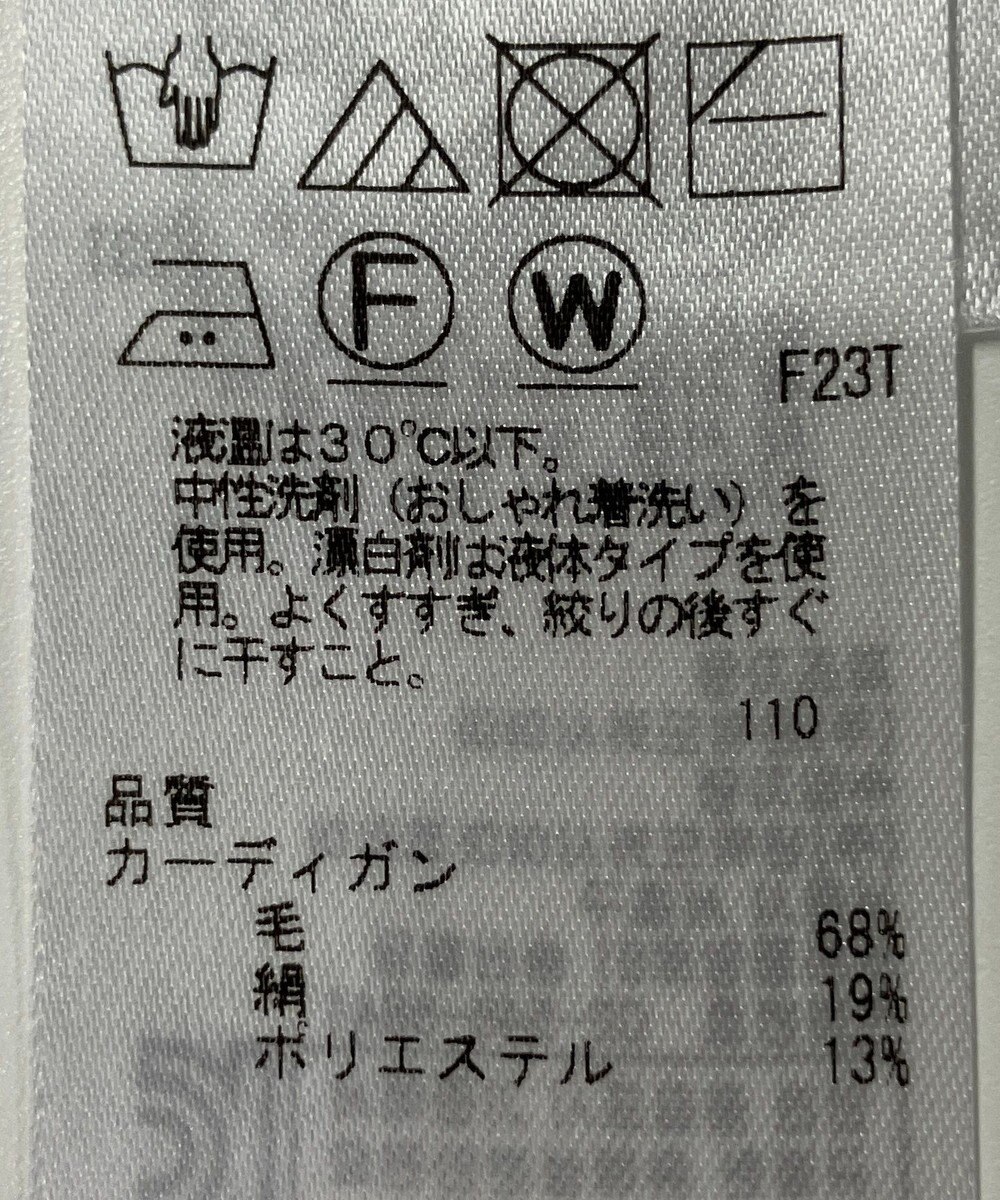 F
W
F23T
液温は30℃以下。
中性洗剤（おしゃれ着洗い）を
使用。漂白剤は液体タイプを使
用。よくすすぎ、絞りの後すぐ
に干すこと。
110
品質
カーディガン
毛 68%
絹 19%
ポリエステル 13%